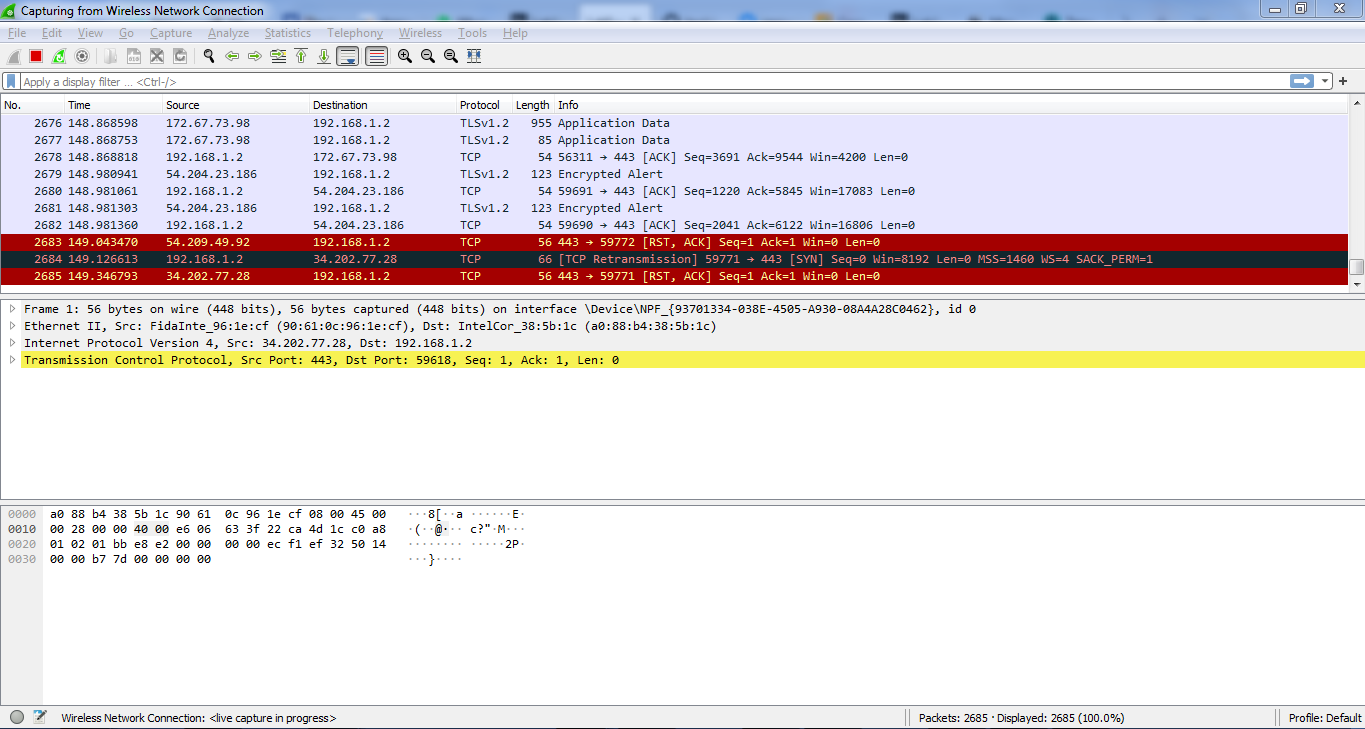 Capturing from Wireless Network Connection
File Edit View Go Capture Analyze Statistics Telephony Wireless Tools Help
Apply a display filter ... <Ctrl-/>
No. Time Source Destination Protocol Length Info
2676 148.868598 172.67.73.98 192.168.1.2 TLSv1.2 955 Application Data
2677 148.868753 172.67.73.98 192.168.1.2 TLSv1.2 85 Application Data
2678 148.868818 192.168.1.2 172.67.73.98 TCP 54 56311 → 443 [ACK] Seq=3691 Ack=9544 Win=4200 Len=0
2679 148.980941 54.204.23.186 192.168.1.2 TLSv1.2 123 Encrypted Alert
2680 148.981061 192.168.1.2 54.204.23.186 TCP 54 59691 → 443 [ACK] Seq=1220 Ack=5845 Win=17083 Len=0
2681 148.981303 54.204.23.186 192.168.1.2 TLSv1.2 123 Encrypted Alert
2682 148.981360 192.168.1.2 54.204.23.186 TCP 54 59690 → 443 [ACK] Seq=2041 Ack=6122 Win=16806 Len=0
2683 149.043470 54.209.49.92 192.168.1.2 TCP 56 443 → 59772 [RST, ACK] Seq=1 Ack=1 Win=0 Len=0
2684 149.126613 192.168.1.2 34.202.77.28 TCP 66 [TCP Retransmission] 59771 → 443 [SYN] Seq=0 Win=8192 Len=0 MSS=1460 WS=4 SACK_PERM=1
2685 149.346793 34.202.77.28 192.168.1.2 TCP 56 443 → 59771 [RST, ACK] Seq=1 Ack=1 Win=0 Len=0
Frame 1: 56 bytes on wire (448 bits), 56 bytes captured (448 bits) on interface \Device\NPF_{93701334-038E-4505-A930-08A4A28C0462}, id 0
Ethernet II, Src: FidaInte_96:1e:cf (90:61:0c:96:1e:cf), Dst: IntelCor_38:5b:1c (a0:88:b4:38:5b:1c)
Internet Protocol Version 4, Src: 34.202.77.28, Dst: 192.168.1.2
Transmission Control Protocol, Src Port: 443, Dst Port: 59618, Seq: 1, Ack: 1, Len: 0
0000 a0 88 b4 38 5b 1c 90 61 0c 96 1e cf 08 00 45 00 ···8[··a ······E·
0010 00 28 00 00 40 00 e6 06 63 3f 22 ca 4d 1c c0 a8 ·(··@··· c?"·M···
0020 01 02 01 bb e8 e2 00 00 00 00 ec f1 ef 32 50 14 ········ ·····2P·
0030 00 00 b7 7d 00 00 00 00 ···}····
Wireless Network Connection: <live capture in progress>
Packets: 2685 · Displayed: 2685 (100.0%)
Profile: Default